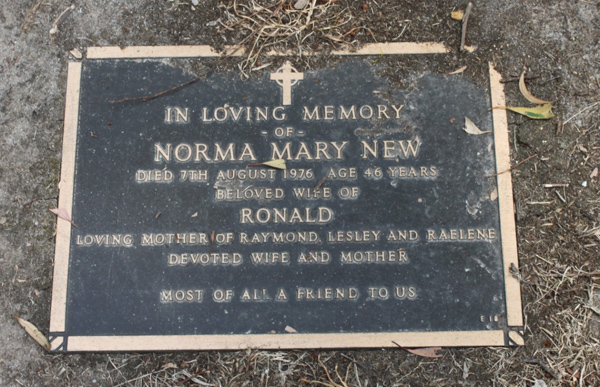 IN LOVING MEMORY
- OF -
NORMA MARY NEW
DIED 7TH AUGUST 1976 AGE 46 YEARS
BELOVED WIFE OF
RONALD
LOVING MOTHER OF RAYMOND, LESLEY AND RAELENE
DEVOTED WIFE AND MOTHER
MOST OF ALL A FRIEND TO US